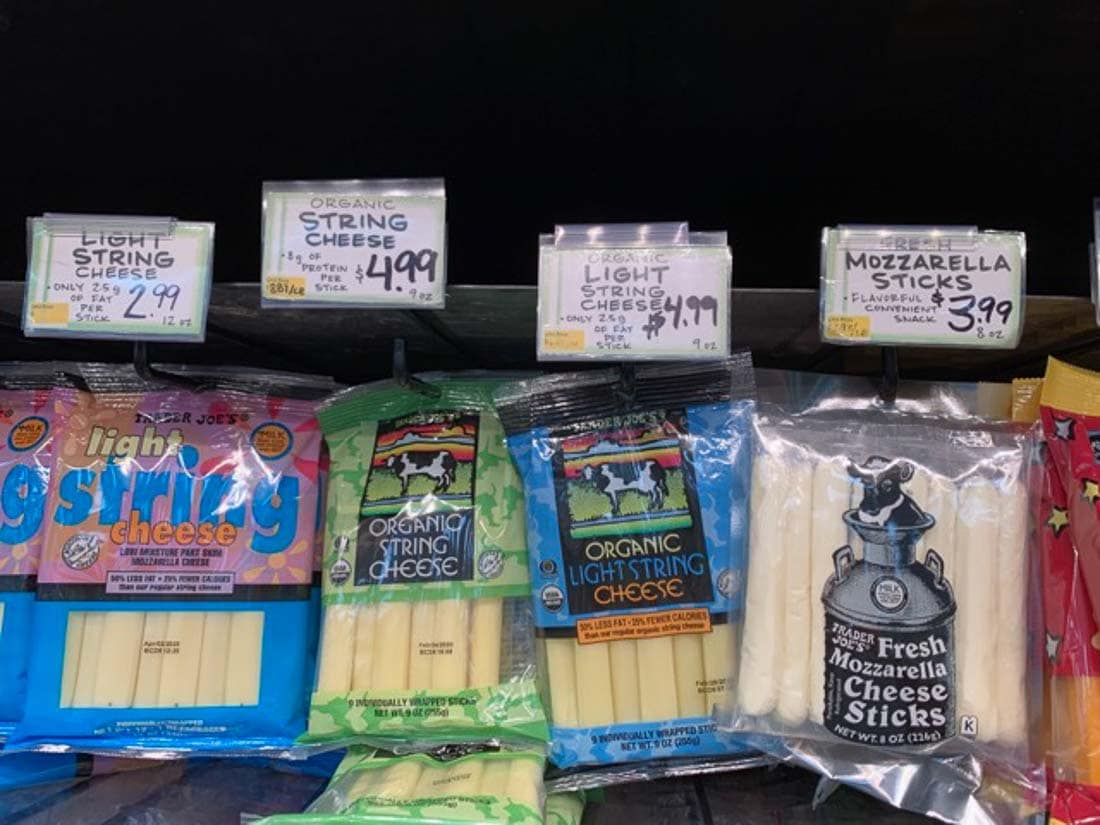 LIGHT
STRING
CHEESE
• ONLY 2.5g
OF FAT
PER
STICK
2.99
12 oz
ORGANIC
STRING
CHEESE
• 8g OF
PROTEIN
PER
STICK
$4.99
9 oz
ORGANIC
LIGHT
STRING
CHEESE
• ONLY 2.5g
OF FAT
PER
STICK
$4.99
9 oz
FRESH
MOZZARELLA
STICKS
• FLAVORFUL
CONVENIENT
SNACK
$3.99
8 oz
TRADER JOE'S®
light
string
cheese
MILK
LOW MOISTURE PART SKIM
MOZZARELLA CHEESE
50% LESS FAT • 25% FEWER CALORIES
than our regular string cheese
TRADER JOE'S
ORGANIC
STRING
CHEESE
9 INDIVIDUALLY WRAPPED STICKS
NET WT. 9 OZ (255g)
TRADER JOE'S
ORGANIC
LIGHT STRING
CHEESE
50% LESS FAT • 25% FEWER CALORIES
than our regular organic string cheese
9 INDIVIDUALLY WRAPPED STIC
NET WT. 9 OZ (255g)
MILK
TRADER
JOE'S
Fresh
Mozzarella
Cheese
Sticks
NET WT. 8 OZ (226g)
K